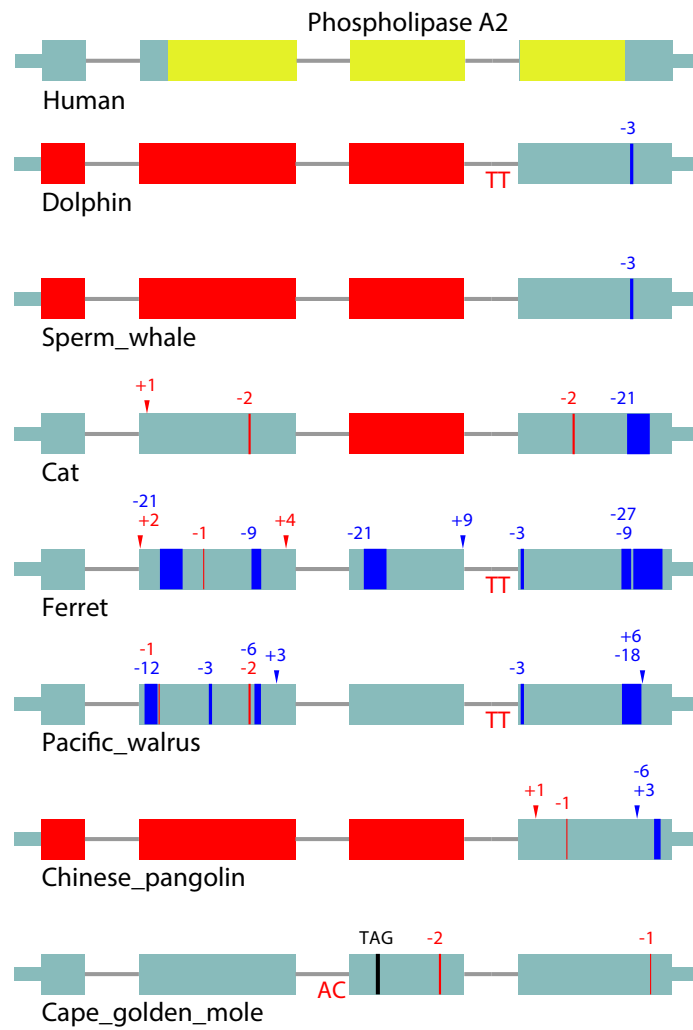 Phospholipase A2
Human
-3
TT
Dolphin
-3
Sperm_whale
+1 -2 -2 -21
Cat
-21 -27
+2 -1 -9 +4 -21 +9 -3 -9
TT
Ferret
-1 -6 +6
-12 -3 -2 +3 -3 -18
TT
Pacific_walrus
-6
+1 -1 +3
Chinese_pangolin
TAG -2 -1
AC
Cape_golden_mole